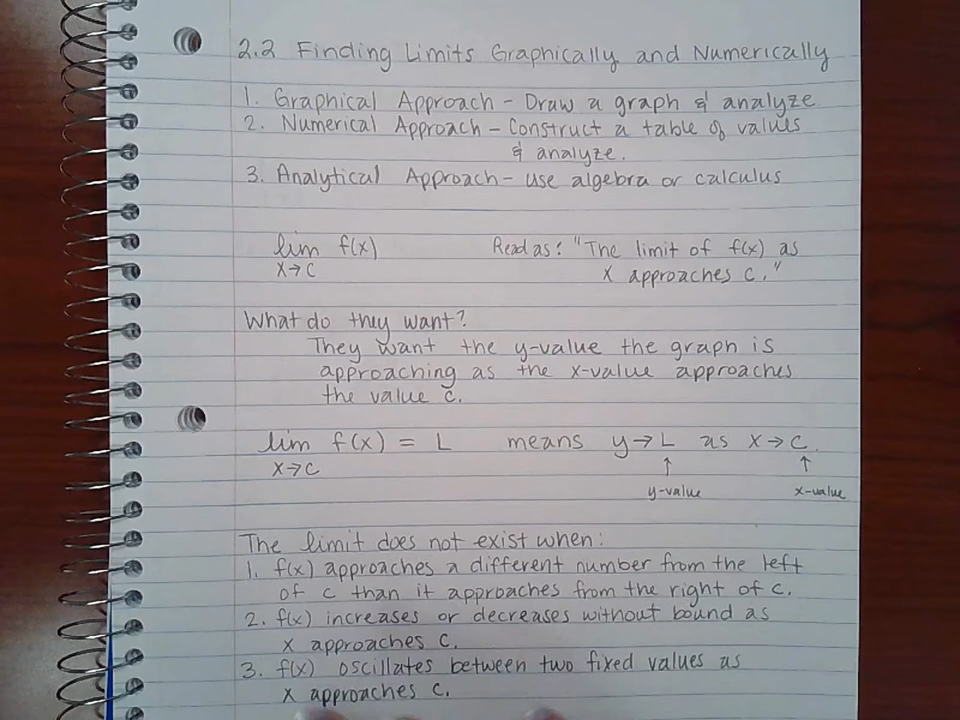 2.2 Finding Limits Graphically and Numerically
1. Graphical Approach - Draw a graph & analyze
2. Numerical Approach - Construct a table of values
& analyze.
3. Analytical Approach - use algebra or calculus
lim f(x) Read as: "The limit of f(x) as
x→c x approaches c."
What do they want?
They want the y-value the graph is
approaching as the x-value approaches
the value c.
lim f(x) = L means y→L as x→c.
x→c ↑ ↑
y-value x-value
The limit does not exist when:
1. f(x) approaches a different number from the left
of c than it approaches from the right of c.
2. f(x) increases or decreases without bound as
x approaches c.
3. f(x) oscillates between two fixed values as
x approaches c.